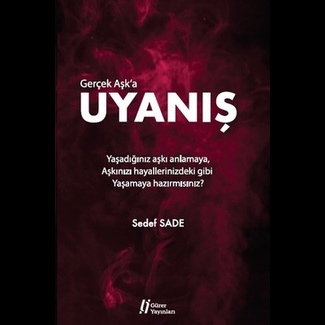 Gerçek Aşk'a
UYANIŞ
Yaşadığınız aşkı anlamaya,
Aşkınızı hayallerinizdeki gibi
Yaşamaya hazırmısınız?
Sedef SADE
Gürer
Yayınları